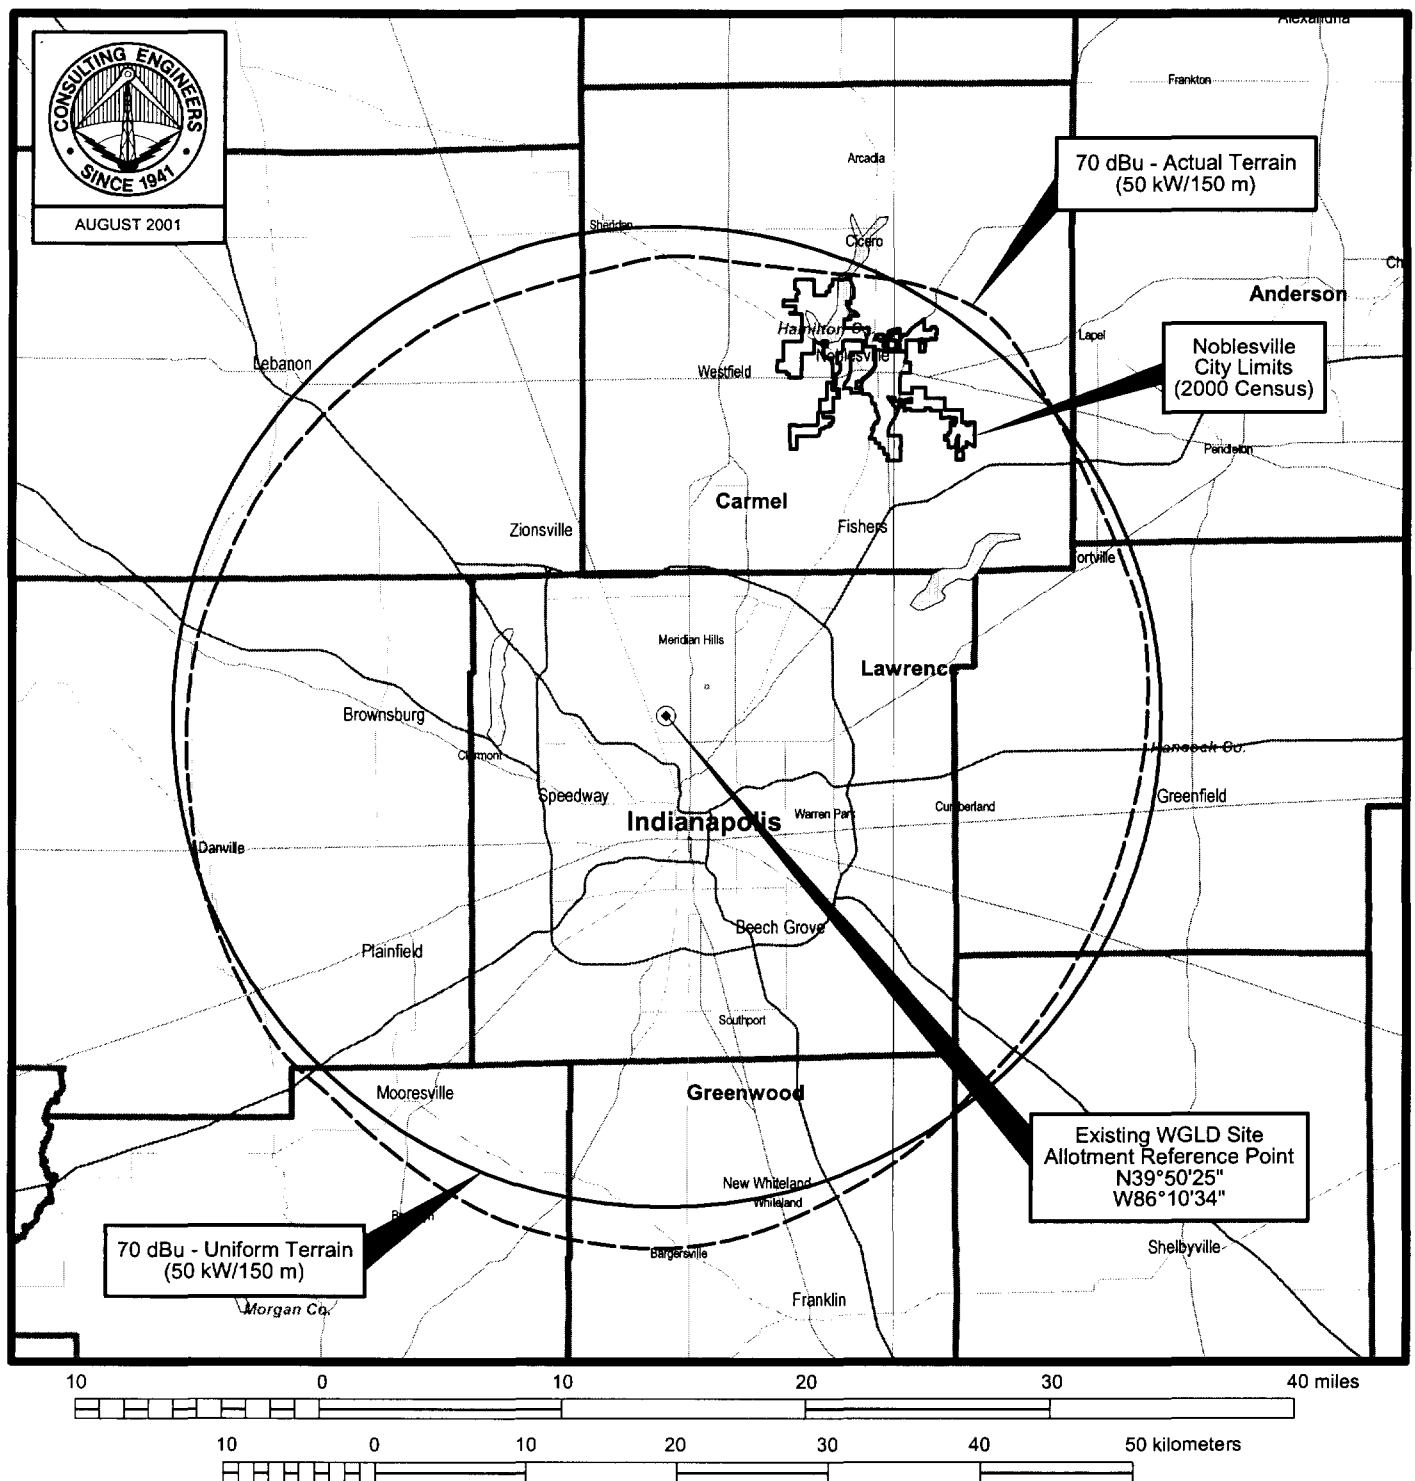 CONSULTING ENGINEERS
SINCE 1941
AUGUST 2001
Alexandria
Frankton
Arcadia
70 dBu - Actual Terrain
(50 kW/150 m)
Sheridan
Cicero
Ch
Anderson
Hamilton Co.
Lapel
Noblesville
City Limits
(2000 Census)
Lebanon
Westfield
Noblesville
Pendleton
Carmel
Zionsville
Fishers
ortville
Meridian Hills
Lawrence
Brownsburg
Clermont
Hancock Co.
Speedway
Cumberland
Greenfield
Indianapolis
Warren Park
Danville
Beech Grove
Plainfield
Southport
Mooresville
Greenwood
Existing WGLD Site
Allotment Reference Point
N39°50'25"
W86°10'34"
New Whiteland
Whiteland
70 dBu - Uniform Terrain
(50 kW/150 m)
Bargersville
Shelbyville
Franklin
Morgan Co.
10 0 10 20 30 40 miles
10 0 10 20 30 40 50 kilometers